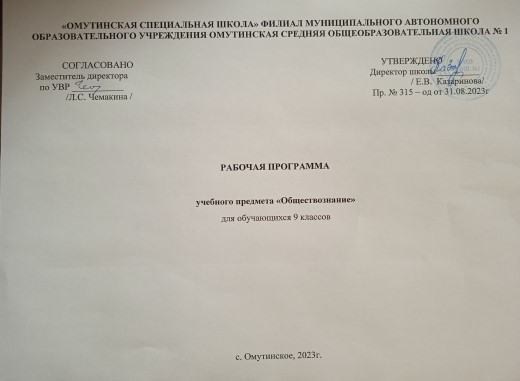 «ОМУТИНСКАЯ СПЕЦИАЛЬНАЯ ШКОЛА» ФИЛИАЛ МУНИЦИПАЛЬНОГО АВТОНОМНОГО
ОБРАЗОВАТЕЛЬНОГО УЧРЕЖДЕНИЯ ОМУТИНСКАЯ СРЕДНЯЯ ОБЩЕОБРАЗОВАТЕЛЬНАЯ ШКОЛА № 1
СОГЛАСОВАНО
Заместитель директора
по УВР
/Л.С. Чемакина /
УТВЕРЖДЕНО
Директор школы
/ Е.В. Казаринова/
Пр. № 315 – од от 31.08.2023г
РАБОЧАЯ ПРОГРАММА
учебного предмета «Обществознание»
для обучающихся 9 классов
с. Омутинское, 2023г.